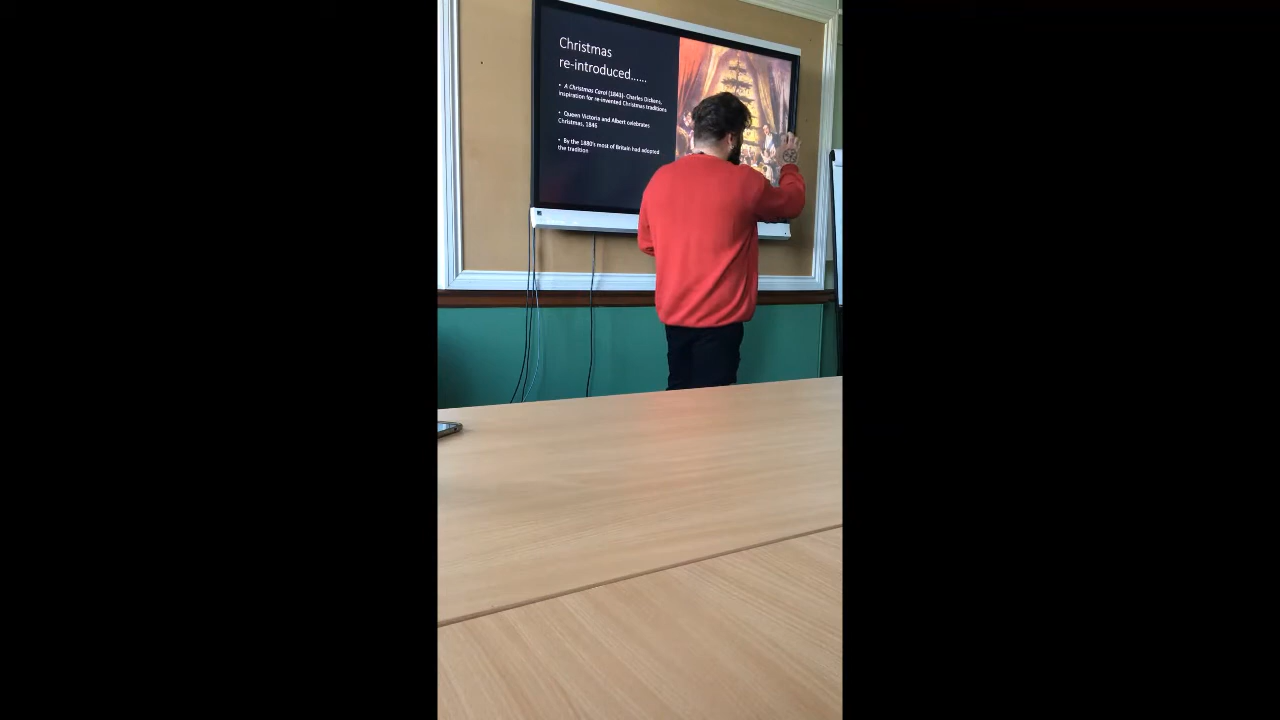 Christmas
re-introduced......
• A Christmas Carol (1843)- Charles Dickens,
inspiration for re-invented Christmas traditions
• Queen Victoria and Albert celebrates
Christmas, 1846
• By the 1880's most of Britain had adopted
the tradition